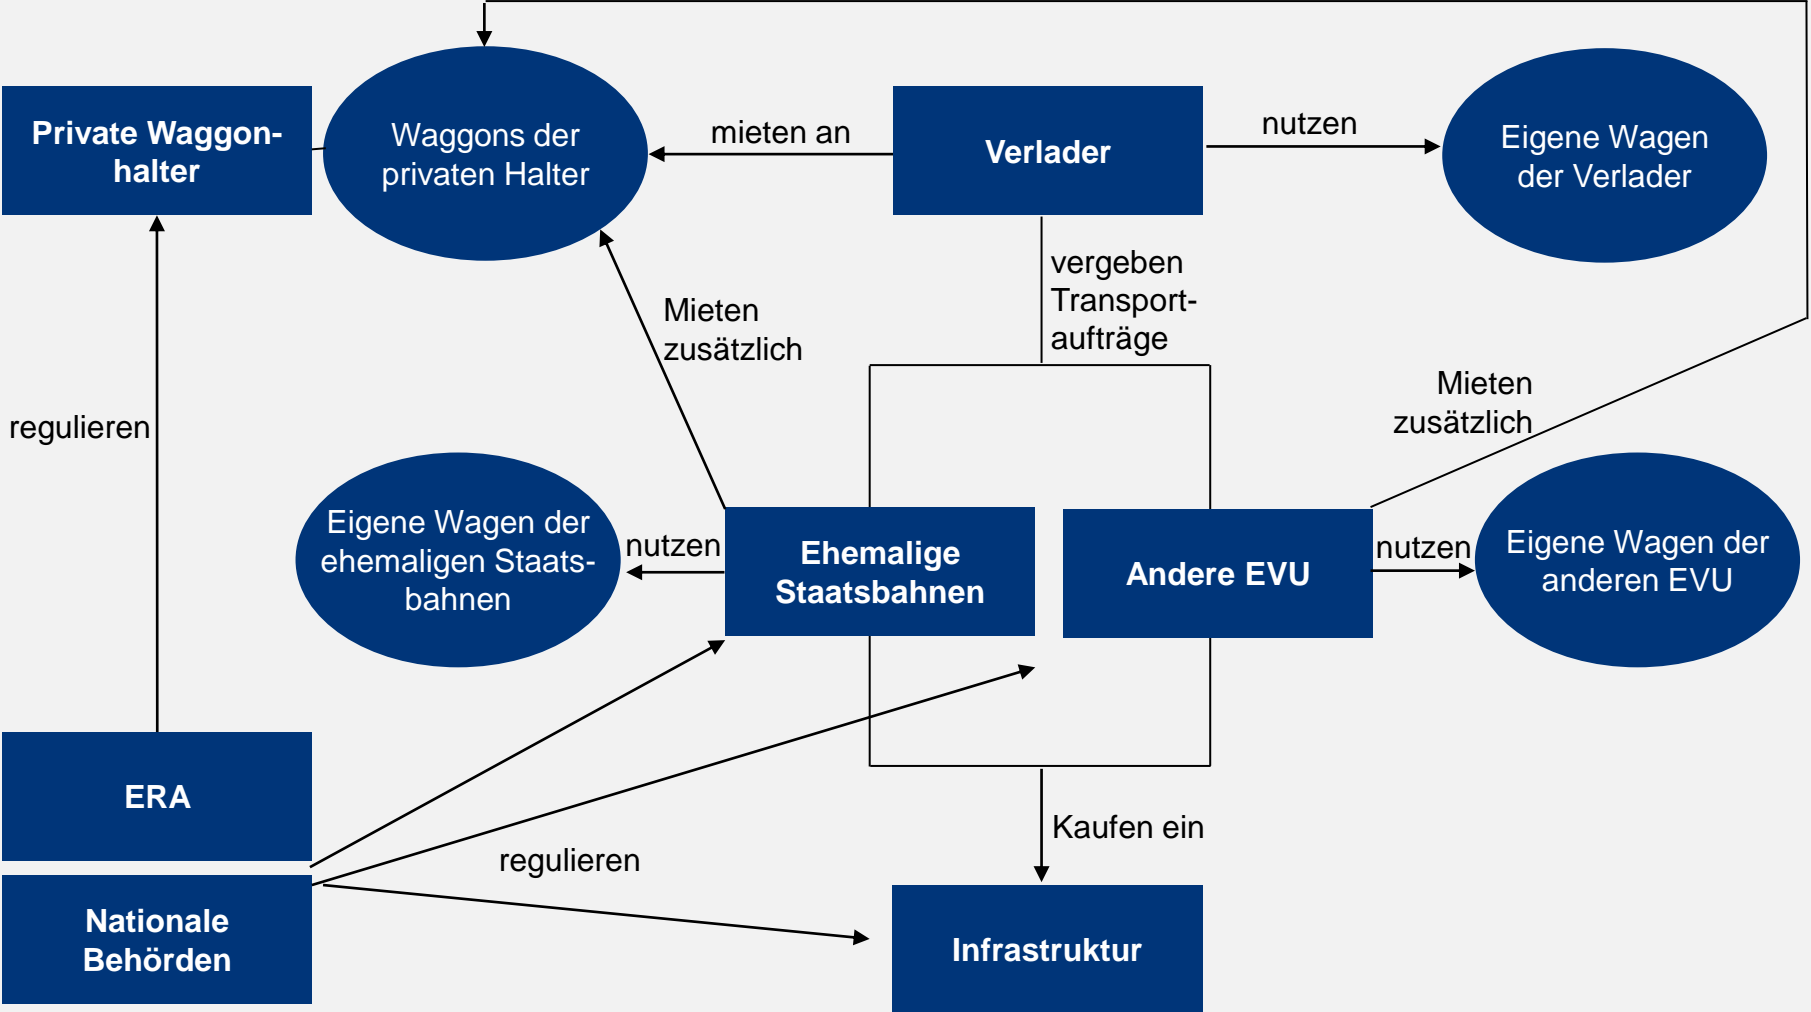 Private Waggon-
halter
Waggons der
privaten Halter
mieten an
Verlader
nutzen
Eigene Wagen
der Verlader
vergeben
Transport-
aufträge
Mieten
zusätzlich
Mieten
zusätzlich
regulieren
Eigene Wagen der
ehemaligen Staats-
bahnen
nutzen
Ehemalige
Staatsbahnen
Andere EVU
nutzen
Eigene Wagen der
anderen EVU
ERA
Kaufen ein
regulieren
Nationale
Behörden
Infrastruktur